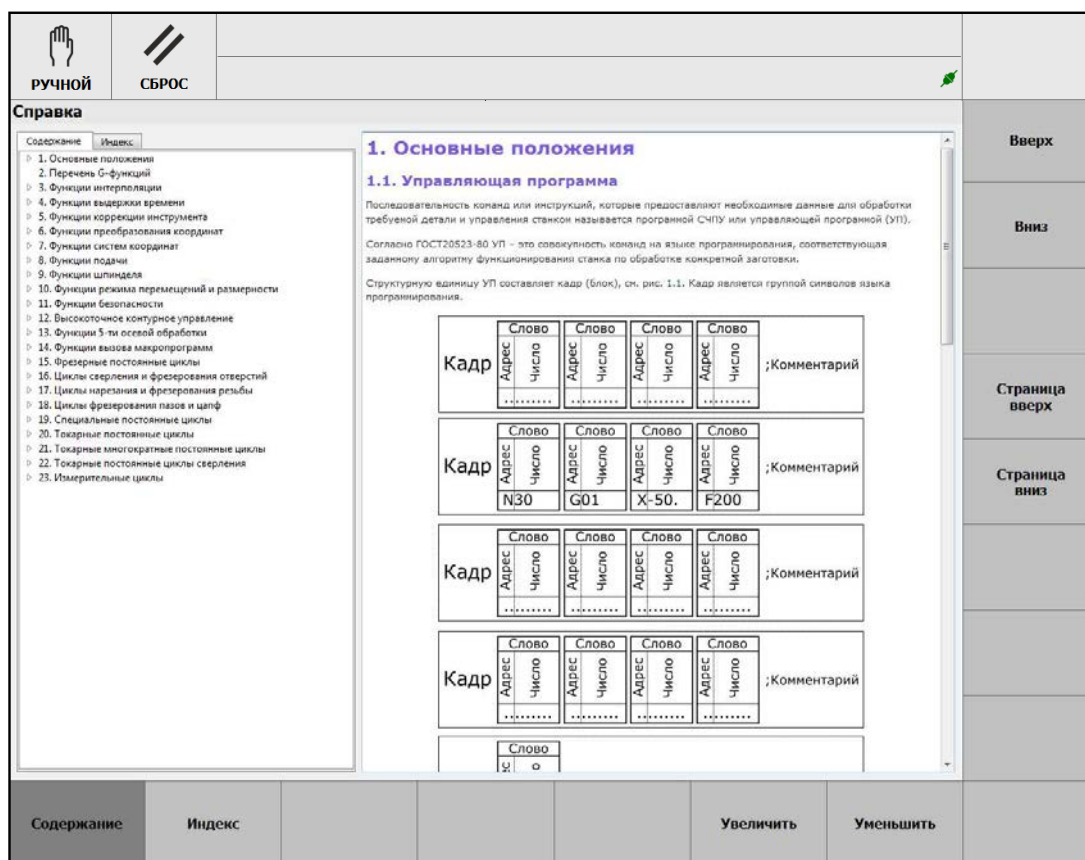 РУЧНОЙ
СБРОС
Справка
Содержание
Индекс
1. Основные положения
2. Перечень G-функций
3. Функции интерполяции
4. Функции выдержки времени
5. Функции коррекции инструмента
6. Функции преобразования координат
7. Функции систем координат
8. Функции подачи
9. Функции шпинделя
10. Функции режима перемещений и размерности
11. Функции безопасности
12. Высокоточное контурное управление
13. Функции 5-ти осевой обработки
14. Функции вызова макропрограмм
15. Фрезерные постоянные циклы
16. Циклы сверления и фрезерования отверстий
17. Циклы нарезания и фрезерования резьбы
18. Циклы фрезерования пазов и цапф
19. Специальные постоянные циклы
20. Токарные постоянные циклы
21. Токарные многократные постоянные циклы
22. Токарные постоянные циклы сверления
23. Измерительные циклы
1. Основные положения
1.1. Управляющая программа
Последовательность команд или инструкций, которые предоставляют необходимые данные для обработки
требуемой детали и управления станком называется программой СЧПУ или управляющей программой (УП).
Согласно ГОСТ20523-80 УП - это совокупность команд на языке программирования, соответствующая
заданному алгоритму функционирования станка по обработке конкретной заготовки.
Структурную единицу УП составляет кадр (блок), см. рис. 1.1. Кадр является группой символов языка
программирования.
Слово Слово Слово Слово
Кадр Адрес Число Адрес Число Адрес Число Адрес Число ;Комментарий
......... ......... ......... .........
Слово Слово Слово Слово
Кадр Адрес Число Адрес Число Адрес Число Адрес Число ;Комментарий
N30 G01 X-50. F200
Слово Слово Слово Слово
Кадр Адрес Число Адрес Число Адрес Число Адрес Число ;Комментарий
......... ......... ......... .........
Слово Слово Слово Слово
Кадр Адрес Число Адрес Число Адрес Число Адрес Число ;Комментарий
......... ......... ......... .........
Слово
Вверх
Вниз
Страница
вверх
Страница
вниз
Содержание
Индекс
Увеличить
Уменьшить